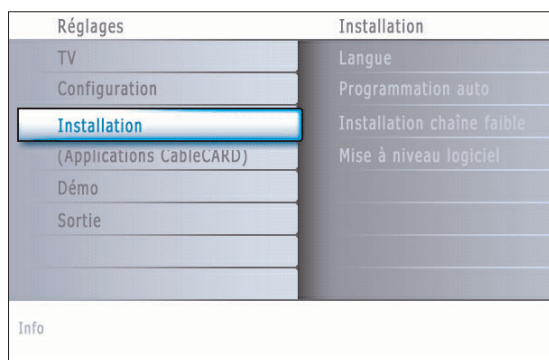 Réglages
TV
Configuration
Installation
(Applications CableCARD)
Démo
Sortie
Installation
Langue
Programmation auto
Installation chaîne faible
Mise à niveau logiciel
Info